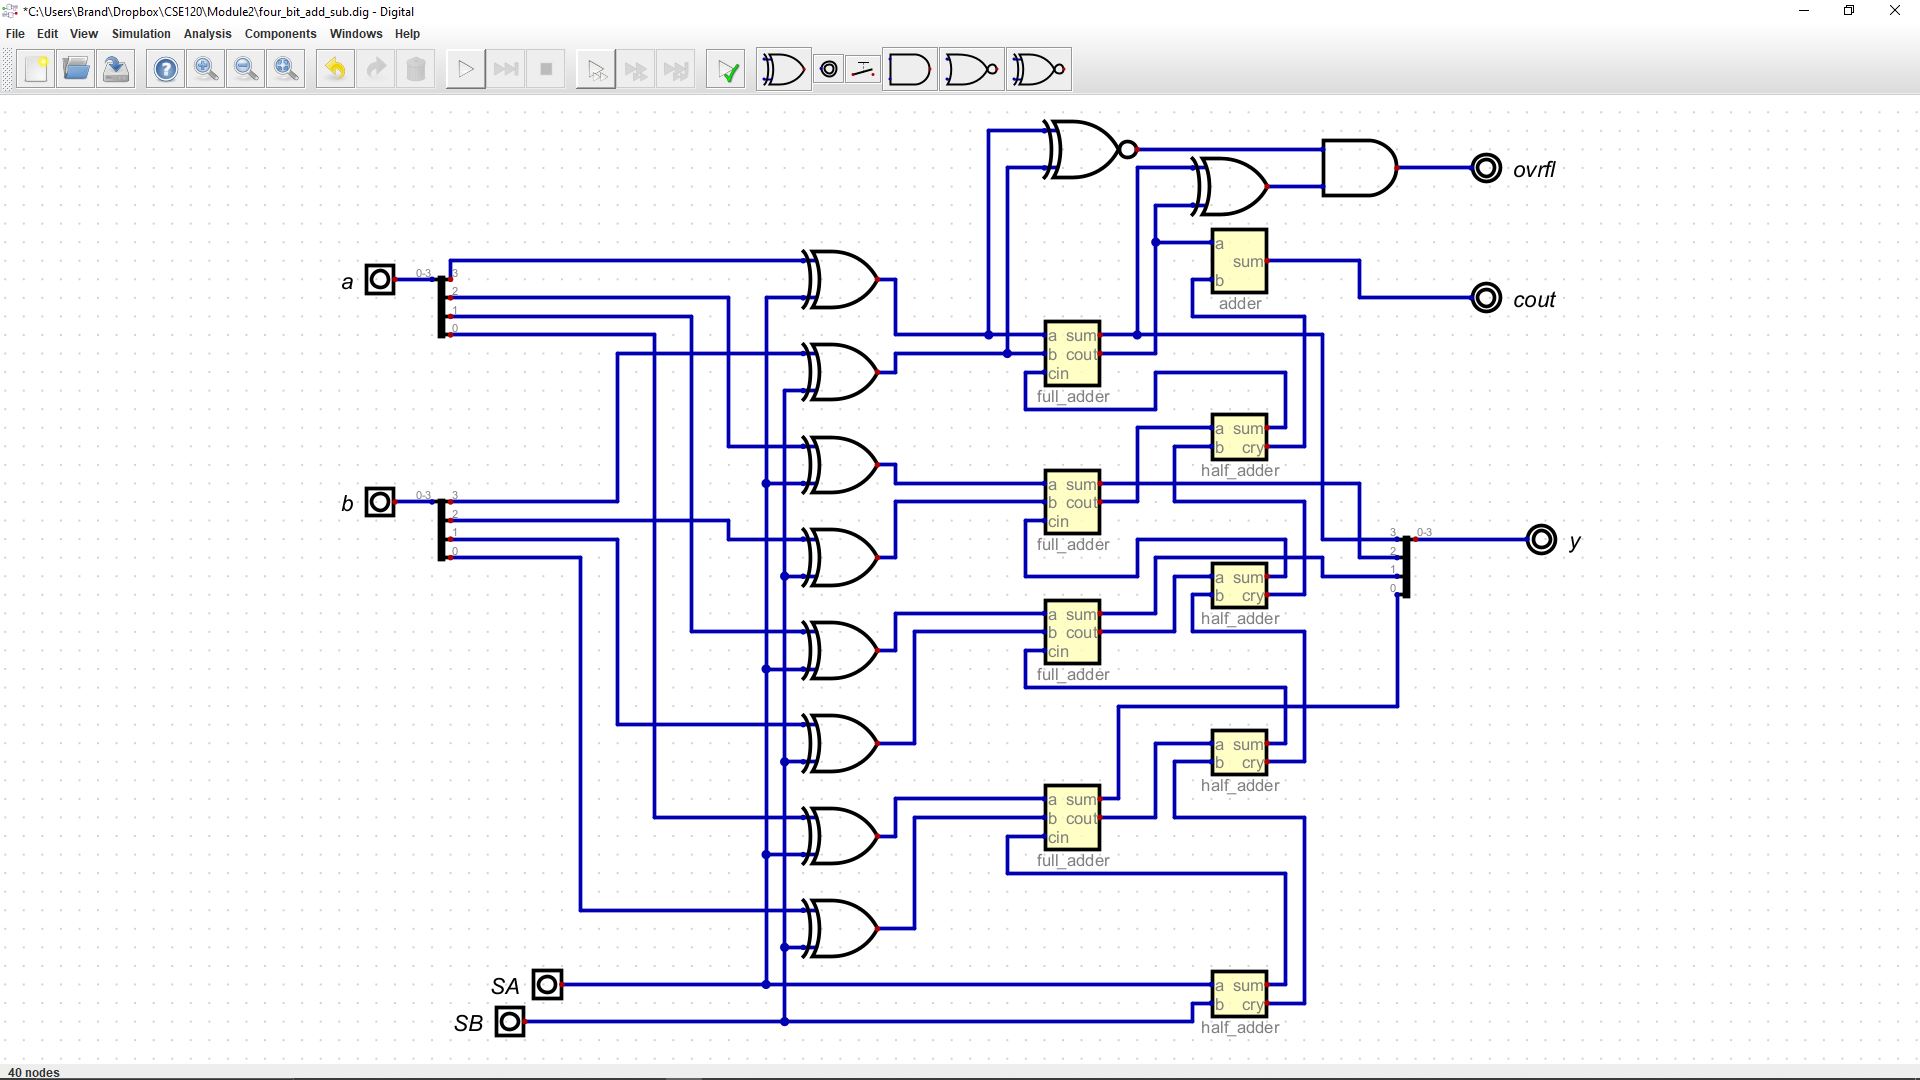 *C:\Users\Brand\Dropbox\CSE120\Module2\four_bit_add_sub.dig - Digital
File Edit View Simulation Analysis Components Windows Help
ovrfl
a
sum
b
adder
cout
a
0-3
3
2
1
0
a sum
b cout
cin
full_adder
a sum
b cry
half_adder
b
0-3
3
2
1
0
a sum
b cout
cin
full_adder
3
2
1
0
0-3
y
a sum
b cry
half_adder
a sum
b cout
cin
full_adder
a sum
b cry
half_adder
a sum
b cout
cin
full_adder
SA
a sum
b cry
half_adder
SB
40 nodes